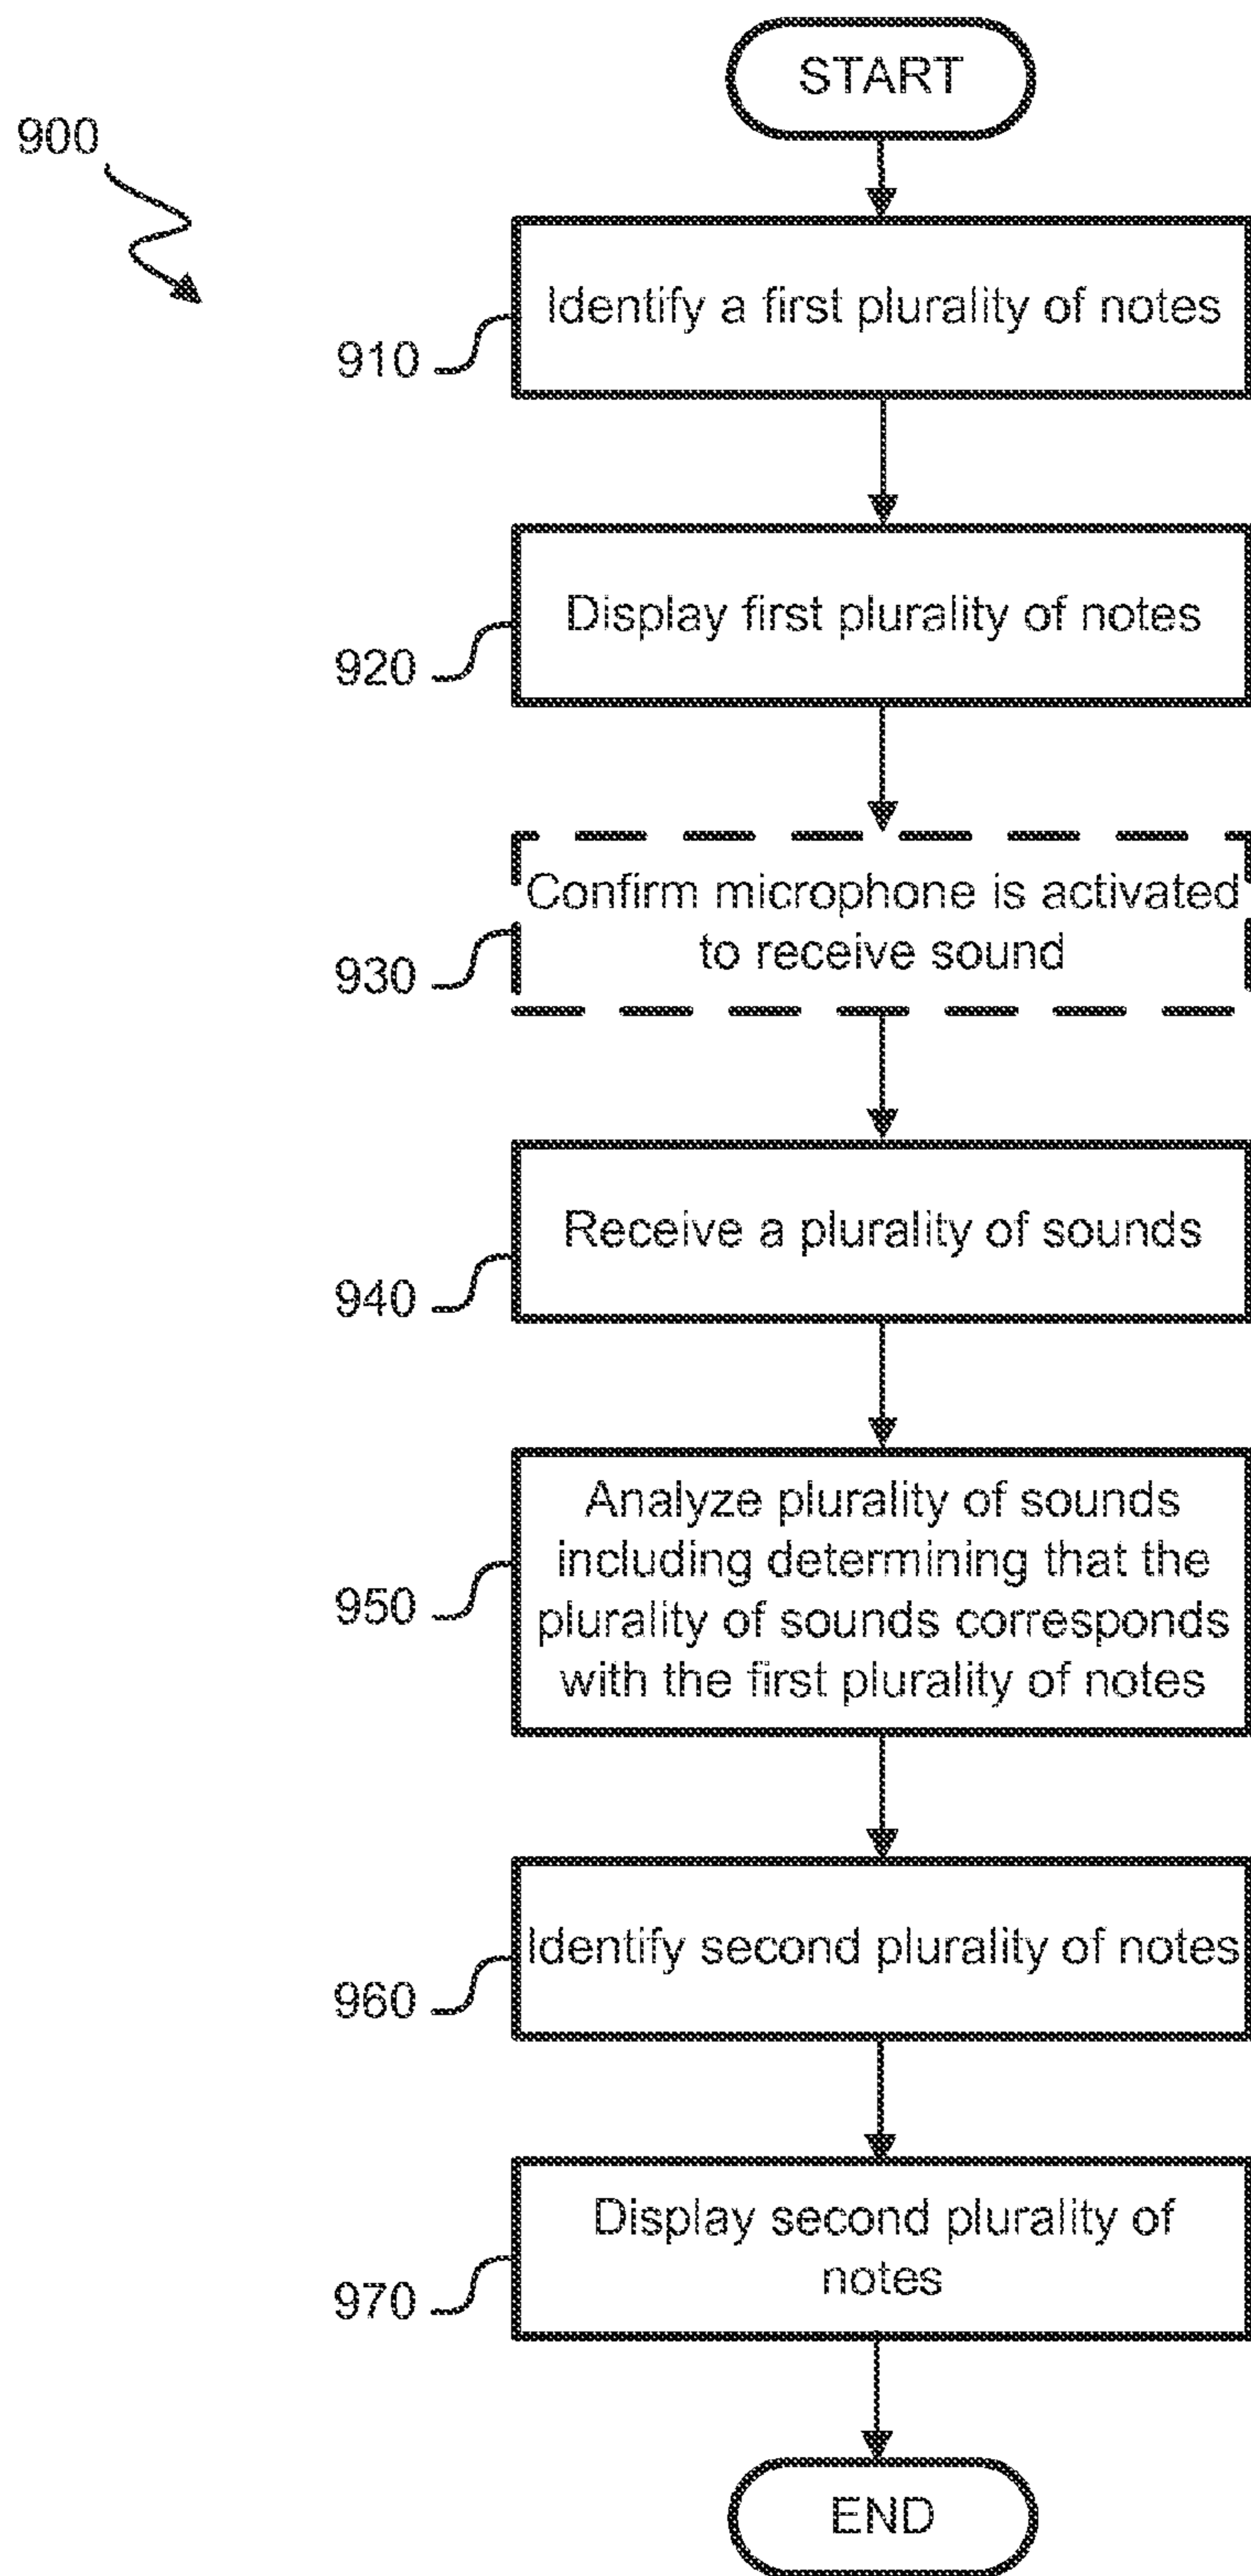 START
900
Identify a first plurality of notes
910
Display first plurality of notes
920
Confirm microphone is activated
to receive sound
930
Receive a plurality of sounds
940
Analyze plurality of sounds
including determining that the
plurality of sounds corresponds
with the first plurality of notes
950
Identify second plurality of notes
960
Display second plurality of
notes
970
END